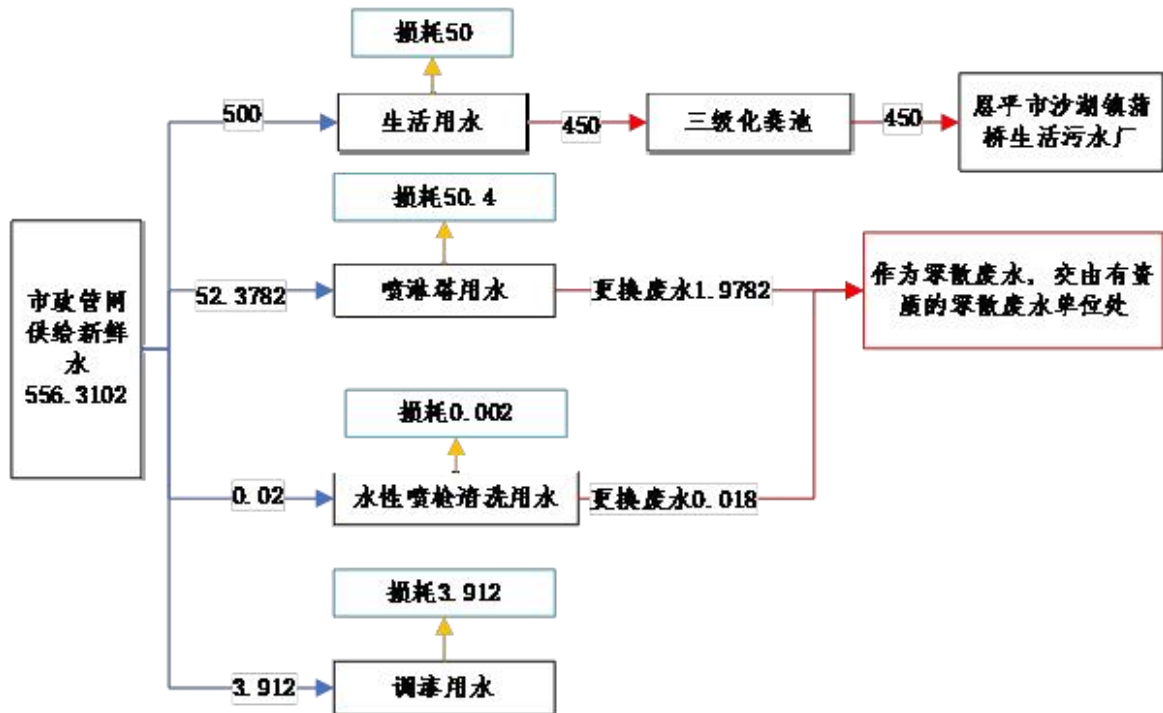 损耗50
500
生活用水
450
三级化粪池
450
恩平市沙湖镇蒲
桥生活污水厂
损耗50.4
市政管网
供给新鲜
水
556.3102
52.3782
喷淋塔用水
更换废水1.9782
作为零散废水，交由有资
质的零散废水单位处
损耗0.002
0.02
水性喷枪清洗用水
更换废水0.018
损耗3.912
3.912
调漆用水